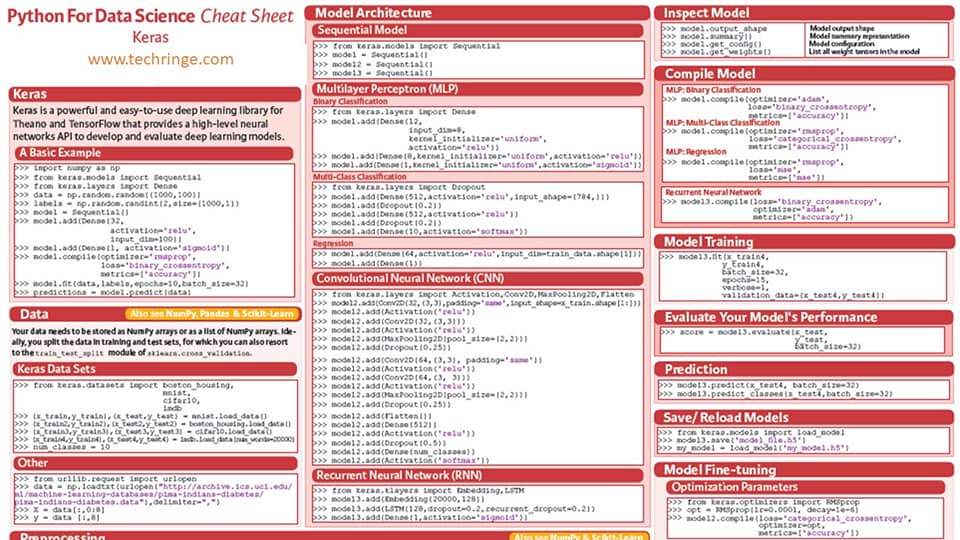 Python For Data Science Cheat Sheet
Keras
www.techringe.com
Keras
Keras is a powerful and easy-to-use deep learning library for
Theano and TensorFlow that provides a high-level neural
networks API to develop and evaluate deep learning models.
A Basic Example
>>> import numpy as np
>>> from keras.models import Sequential
>>> from keras.layers import Dense
>>> data = np.random.random((1000,100))
>>> labels = np.random.randint(2,size=(1000,1))
>>> model = Sequential()
>>> model.add(Dense(32,
activation='relu',
input_dim=100))
>>> model.add(Dense(1, activation='sigmoid'))
>>> model.compile(optimizer='rmsprop',
loss='binary_crossentropy',
metrics=['accuracy'])
>>> model.fit(data,labels,epochs=10,batch_size=32)
>>> predictions = model.predict(data)
Data
Also see NumPy, Pandas & Scikit-Learn
Your data needs to be stored as NumPy arrays or as a list of NumPy arrays. Ide-
ally, you split the data in training and test sets, for which you can also resort
to the train_test_split module of sklearn.cross_validation.
Keras Data Sets
>>> from keras.datasets import boston_housing,
mnist,
cifar10,
imdb
>>> (x_train,y_train),(x_test,y_test) = mnist.load_data()
>>> (x_train2,y_train2),(x_test2,y_test2) = boston_housing.load_data()
>>> (x_train3,y_train3),(x_test3,y_test3) = cifar10.load_data()
>>> (x_train4,y_train4),(x_test4,y_test4) = imdb.load_data(num_words=20000)
>>> num_classes = 10
Other
>>> from urllib.request import urlopen
>>> data = np.loadtxt(urlopen("http://archive.ics.uci.edu/
ml/machine-learning-databases/pima-indians-diabetes/
pima-indians-diabetes.data"),delimiter=",")
>>> X = data[:,0:8]
>>> y = data [:,8]
Preprocessing
Also see NumPy & Scikit-Learn
Model Architecture
Sequential Model
>>> from keras.models import Sequential
>>> model = Sequential()
>>> model2 = Sequential()
>>> model3 = Sequential()
Multilayer Perceptron (MLP)
Binary Classification
>>> from keras.layers import Dense
>>> model.add(Dense(12,
input_dim=8,
kernel_initializer='uniform',
activation='relu'))
>>> model.add(Dense(8,kernel_initializer='uniform',activation='relu'))
>>> model.add(Dense(1,kernel_initializer='uniform',activation='sigmoid'))
Multi-Class Classification
>>> from keras.layers import Dropout
>>> model.add(Dense(512,activation='relu',input_shape=(784,)))
>>> model.add(Dropout(0.2))
>>> model.add(Dense(512,activation='relu'))
>>> model.add(Dropout(0.2))
>>> model.add(Dense(10,activation='softmax'))
Regression
>>> model.add(Dense(64,activation='relu',input_dim=train_data.shape[1]))
>>> model.add(Dense(1))
Convolutional Neural Network (CNN)
>>> from keras.layers import Activation,Conv2D,MaxPooling2D,Flatten
>>> model2.add(Conv2D(32,(3,3),padding='same',input_shape=x_train.shape[1:]))
>>> model2.add(Activation('relu'))
>>> model2.add(Conv2D(32,(3,3)))
>>> model2.add(Activation('relu'))
>>> model2.add(MaxPooling2D(pool_size=(2,2)))
>>> model2.add(Dropout(0.25))
>>> model2.add(Conv2D(64,(3,3), padding='same'))
>>> model2.add(Activation('relu'))
>>> model2.add(Conv2D(64,(3, 3)))
>>> model2.add(Activation('relu'))
>>> model2.add(MaxPooling2D(pool_size=(2,2)))
>>> model2.add(Dropout(0.25))
>>> model2.add(Flatten())
>>> model2.add(Dense(512))
>>> model2.add(Activation('relu'))
>>> model2.add(Dropout(0.5))
>>> model2.add(Dense(num_classes))
>>> model2.add(Activation('softmax'))
Recurrent Neural Network (RNN)
>>> from keras.klayers import Embedding,LSTM
>>> model3.add(Embedding(20000,128))
>>> model3.add(LSTM(128,dropout=0.2,recurrent_dropout=0.2))
>>> model3.add(Dense(1,activation='sigmoid'))
Inspect Model
>>> model.output_shape Model output shape
>>> model.summary() Model summary representation
>>> model.get_config() Model configuration
>>> model.get_weights() List all weight tensors in the model
Compile Model
MLP: Binary Classification
>>> model.compile(optimizer='adam',
loss='binary_crossentropy',
metrics=['accuracy'])
MLP: Multi-Class Classification
>>> model.compile(optimizer='rmsprop',
loss='categorical_crossentropy',
metrics=['accuracy'])
MLP: Regression
>>> model.compile(optimizer='rmsprop',
loss='mse',
metrics=['mae'])
Recurrent Neural Network
>>> model3.compile(loss='binary_crossentropy',
optimizer='adam',
metrics=['accuracy'])
Model Training
>>> model3.fit(x_train4,
y_train4,
batch_size=32,
epochs=15,
verbose=1,
validation_data=(x_test4,y_test4))
Evaluate Your Model's Performance
>>> score = model3.evaluate(x_test,
y_test,
batch_size=32)
Prediction
>>> model3.predict(x_test4, batch_size=32)
>>> model3.predict_classes(x_test4,batch_size=32)
Save/ Reload Models
>>> from keras.models import load_model
>>> model3.save('model_file.h5')
>>> my_model = load_model('my_model.h5')
Model Fine-tuning
Optimization Parameters
>>> from keras.optimizers import RMSprop
>>> opt = RMSprop(lr=0.0001, decay=1e-6)
>>> model2.compile(loss='categorical_crossentropy',
optimizer=opt,
metrics=['accuracy'])